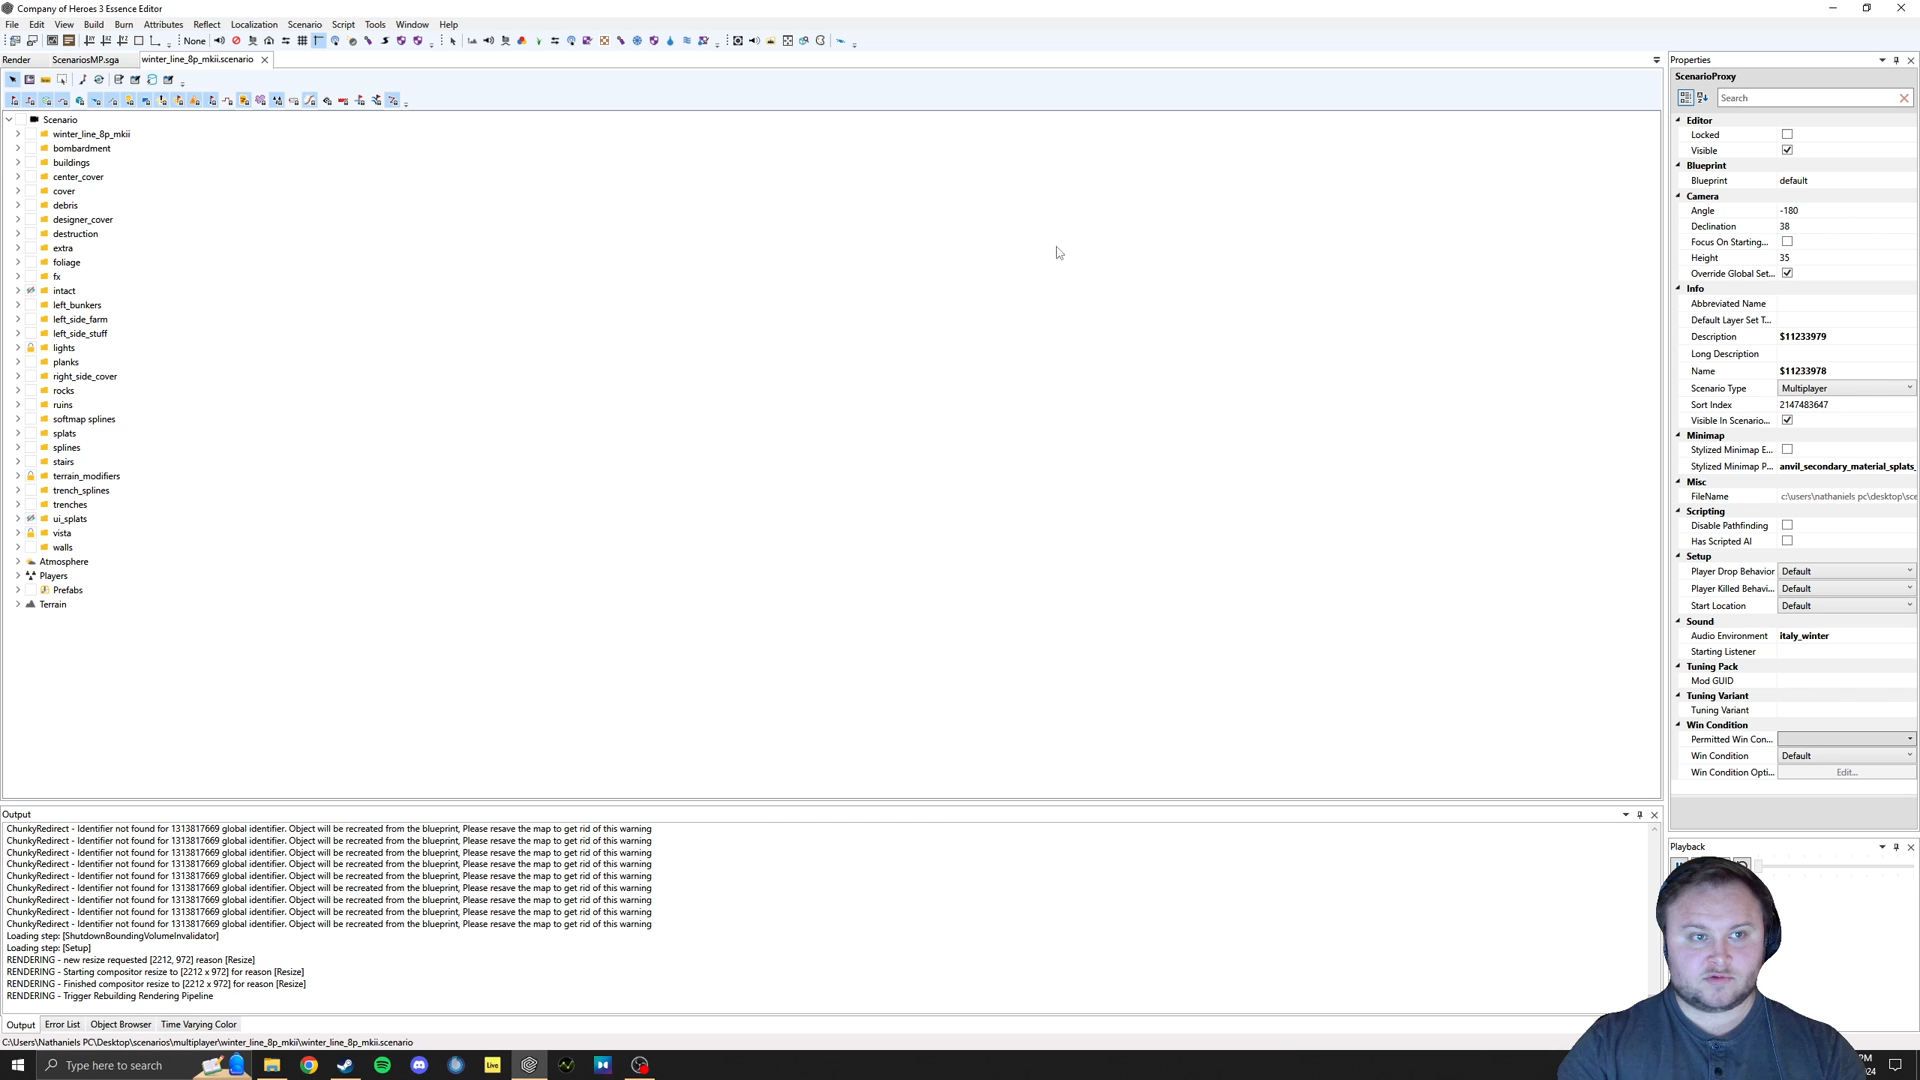 Company of Heroes 3 Essence Editor
File Edit View Build Burn Attributes Reflect Localization Scenario Script Tools Window Help
None
Render ScenariosMP.sga winter_line_8p_mkii.scenario
Scenario
winter_line_8p_mkii
bombardment
buildings
center_cover
cover
debris
designer_cover
destruction
extra
foliage
fx
intact
left_bunkers
left_side_farm
left_side_stuff
lights
planks
right_side_cover
rocks
ruins
softmap splines
splats
splines
stairs
terrain_modifiers
trench_splines
trenches
ui_splats
vista
walls
Atmosphere
Players
Prefabs
Terrain
Properties
ScenarioProxy
Search
Editor
Locked
Visible
Blueprint
Blueprint default
Camera
Angle -180
Declination 38
Focus On Starting...
Height 35
Override Global Set...
Info
Abbreviated Name
Default Layer Set T...
Description $11233979
Long Description
Name $11233978
Scenario Type Multiplayer
Sort Index 2147483647
Visible In Scenario...
Minimap
Stylized Minimap E...
Stylized Minimap P... anvil_secondary_material_splats_
Misc
FileName c:\users\nathaniels pc\desktop\sce
Scripting
Disable Pathfinding
Has Scripted AI
Setup
Player Drop Behavior Default
Player Killed Behavi... Default
Start Location Default
Sound
Audio Environment italy_winter
Starting Listener
Tuning Pack
Mod GUID
Tuning Variant
Tuning Variant
Win Condition
Permitted Win Con...
Win Condition Default
Win Condition Opti... Edit...
Output
ChunkyRedirect - Identifier not found for 1313817669 global identifier. Object will be recreated from the blueprint, Please resave the map to get rid of this warning
ChunkyRedirect - Identifier not found for 1313817669 global identifier. Object will be recreated from the blueprint, Please resave the map to get rid of this warning
ChunkyRedirect - Identifier not found for 1313817669 global identifier. Object will be recreated from the blueprint, Please resave the map to get rid of this warning
ChunkyRedirect - Identifier not found for 1313817669 global identifier. Object will be recreated from the blueprint, Please resave the map to get rid of this warning
ChunkyRedirect - Identifier not found for 1313817669 global identifier. Object will be recreated from the blueprint, Please resave the map to get rid of this warning
ChunkyRedirect - Identifier not found for 1313817669 global identifier. Object will be recreated from the blueprint, Please resave the map to get rid of this warning
ChunkyRedirect - Identifier not found for 1313817669 global identifier. Object will be recreated from the blueprint, Please resave the map to get rid of this warning
ChunkyRedirect - Identifier not found for 1313817669 global identifier. Object will be recreated from the blueprint, Please resave the map to get rid of this warning
ChunkyRedirect - Identifier not found for 1313817669 global identifier. Object will be recreated from the blueprint, Please resave the map to get rid of this warning
Loading step: [ShutdownBoundingVolumeInvalidator]
Loading step: [Setup]
RENDERING - new resize requested [2212, 972] reason [Resize]
RENDERING - Starting compositor resize to [2212 x 972] for reason [Resize]
RENDERING - Finished compositor resize to [2212 x 972] for reason [Resize]
RENDERING - Trigger Rebuilding Rendering Pipeline
Playback
Output Error List Object Browser Time Varying Color
C:\Users\Nathaniels PC\Desktop\scenarios\multiplayer\winter_line_8p_mkii\winter_line_8p_mkii.scenario
Type here to search
Live
PM
024